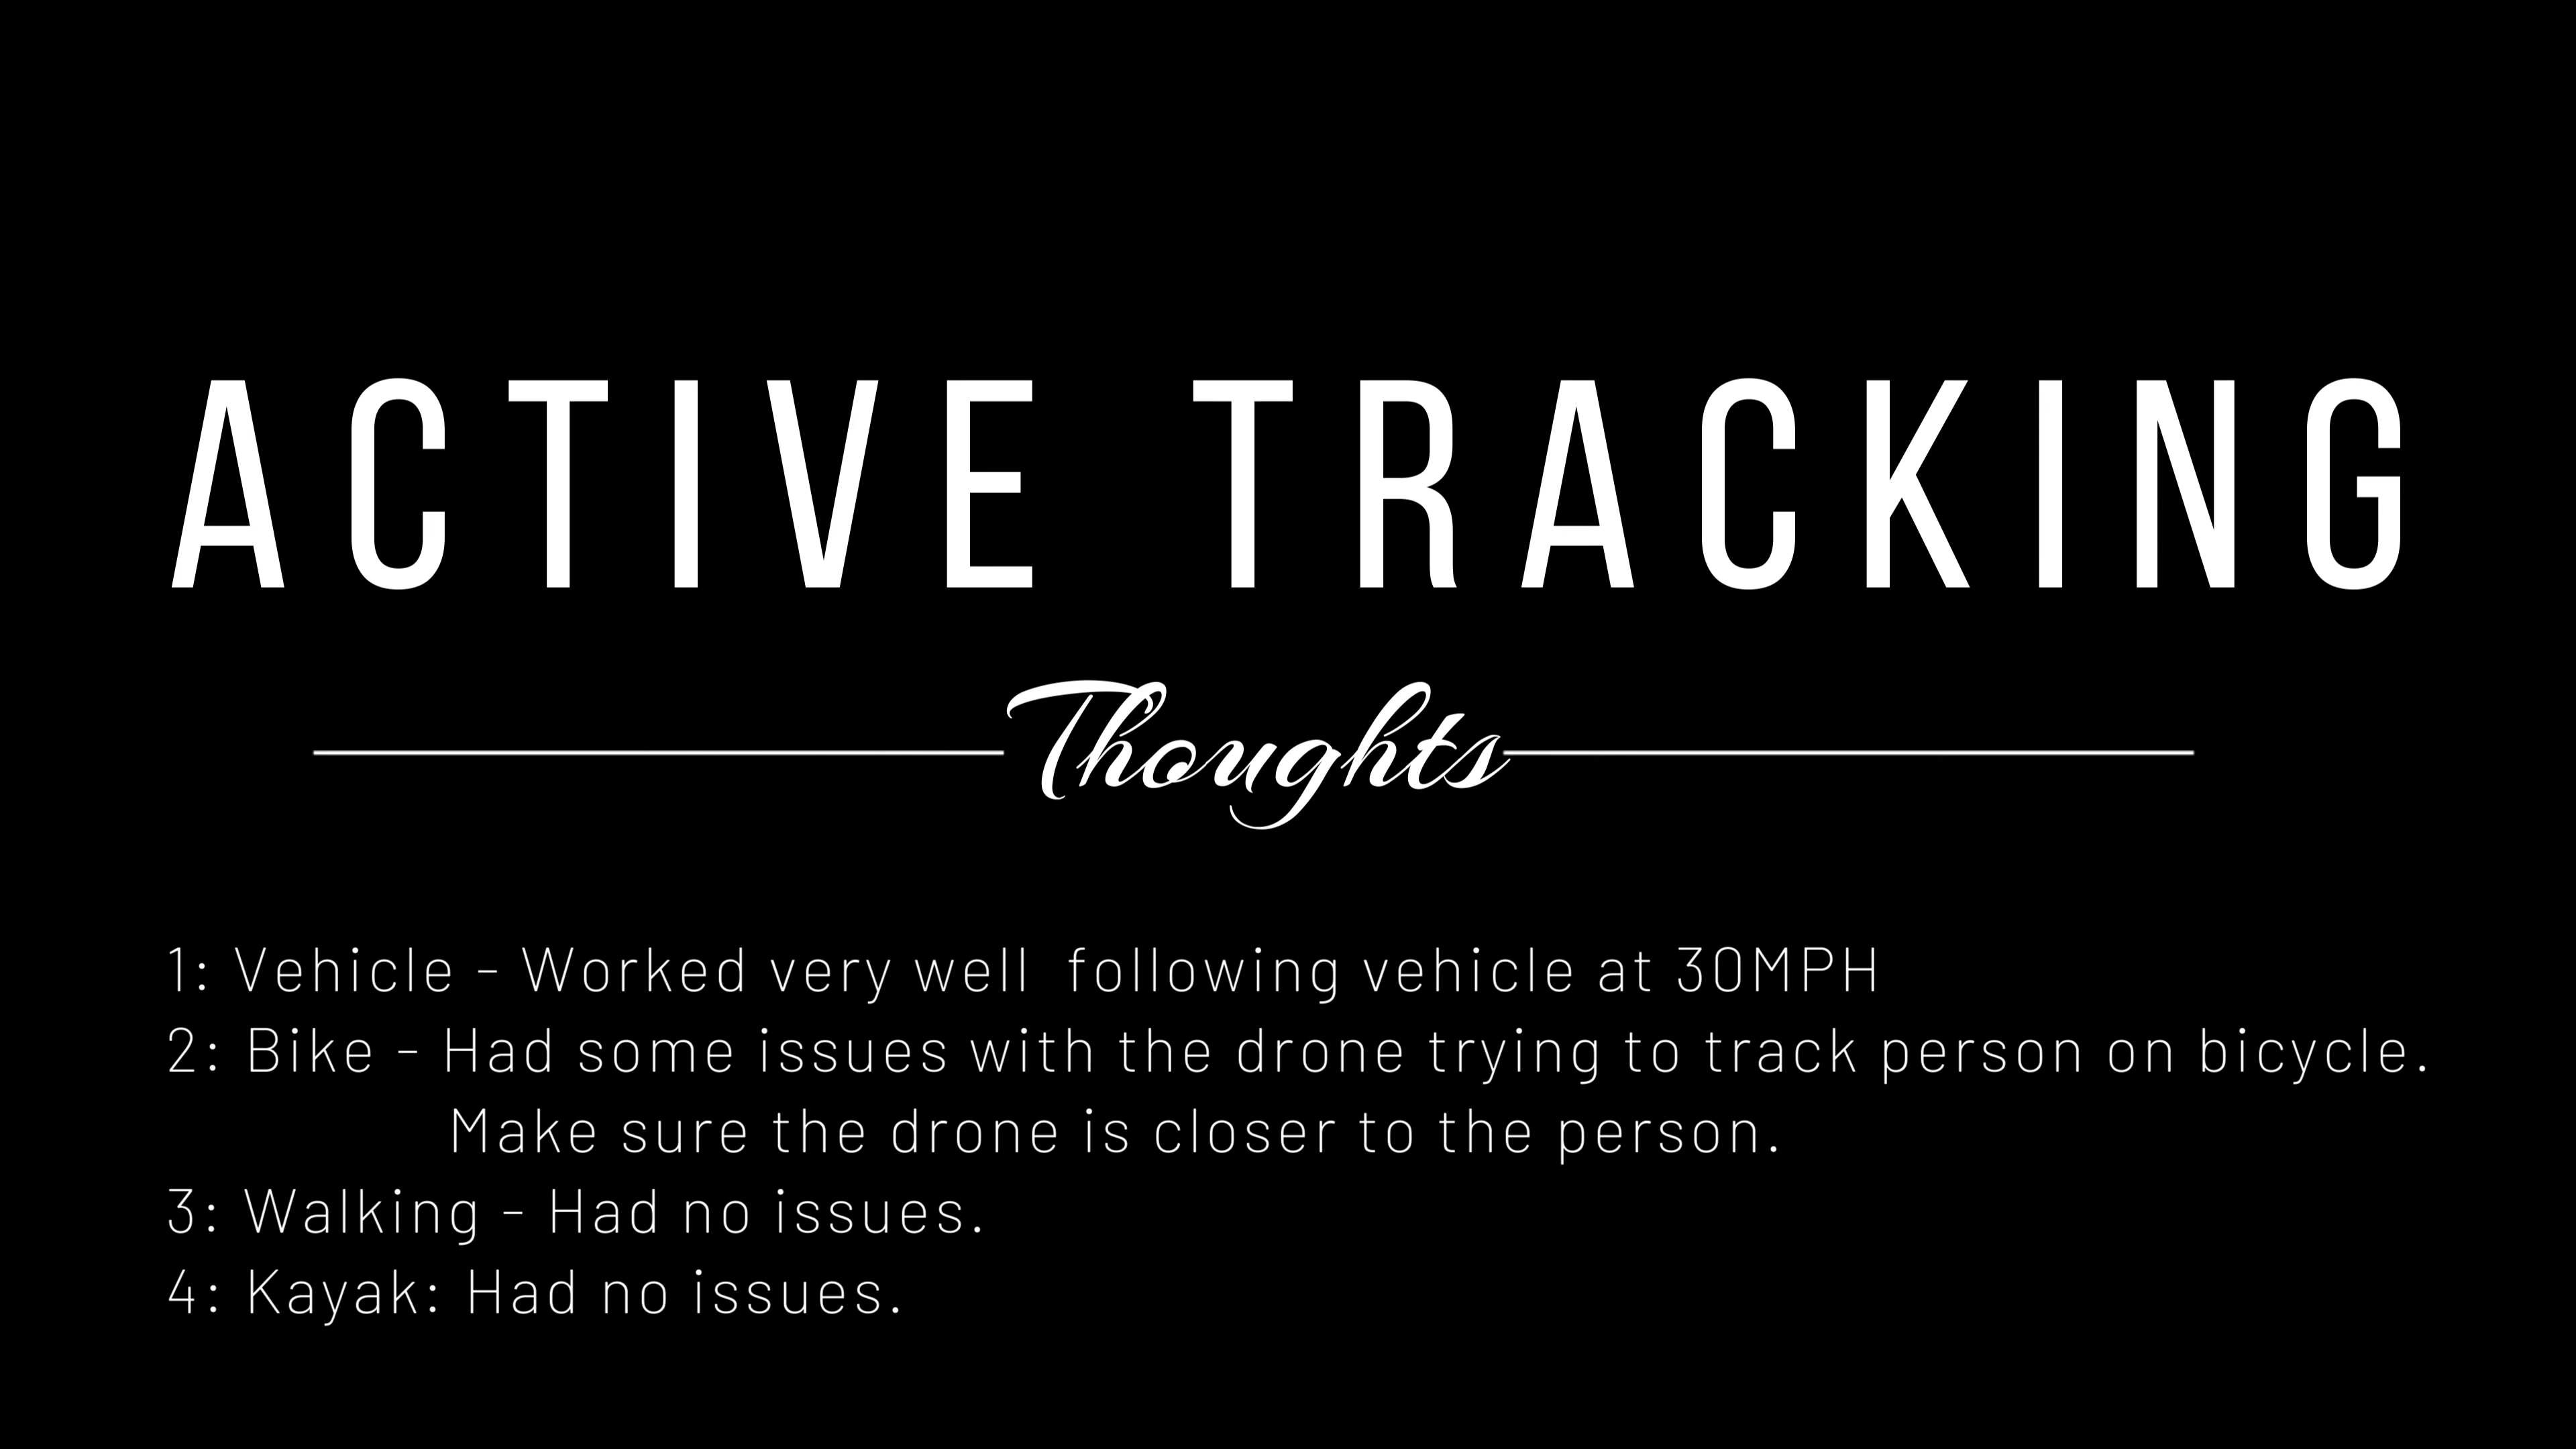 ACTIVE TRACKING
Thoughts
1: Vehicle - Worked very well  following vehicle at 30MPH
2: Bike - Had some issues with the drone trying to track person on bicycle.
Make sure the drone is closer to the person.
3: Walking - Had no issues.
4: Kayak: Had no issues.